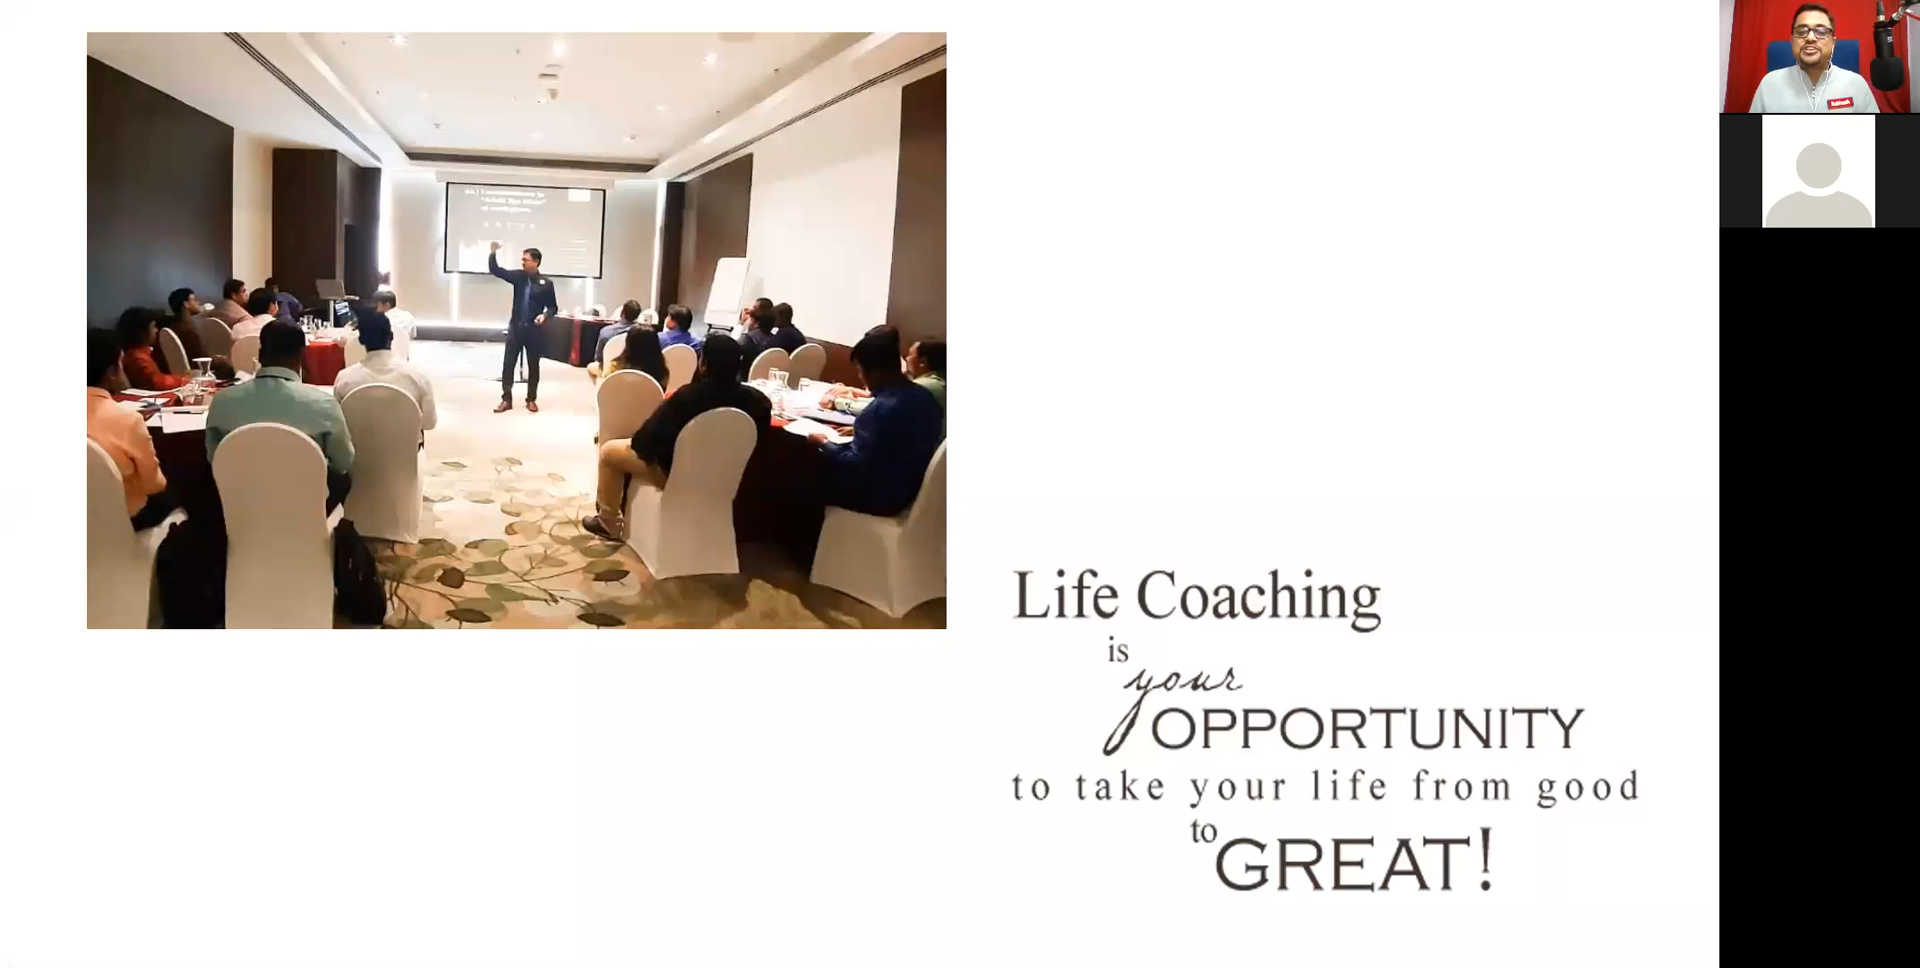 Life Coaching
is
your
OPPORTUNITY
to take your life from good
to
GREAT!